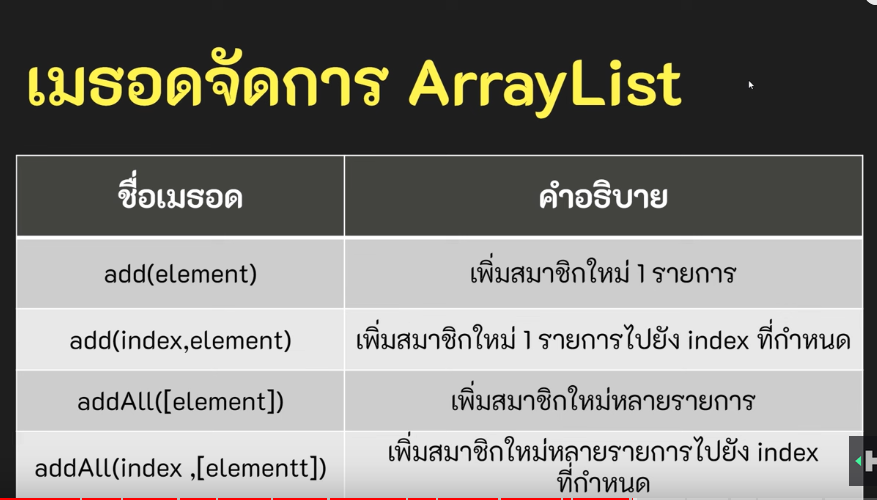 เมธอดจัดการ ArrayList
ชื่อเมธอด
คำอธิบาย
add(element)
เพิ่มสมาชิกใหม่ 1 รายการ
add(index,element)
เพิ่มสมาชิกใหม่ 1 รายการไปยัง index ที่กำหนด
addAll([element])
เพิ่มสมาชิกใหม่หลายรายการ
addAll(index ,[elementt])
เพิ่มสมาชิกใหม่หลายรายการไปยัง index
ที่กำหนด